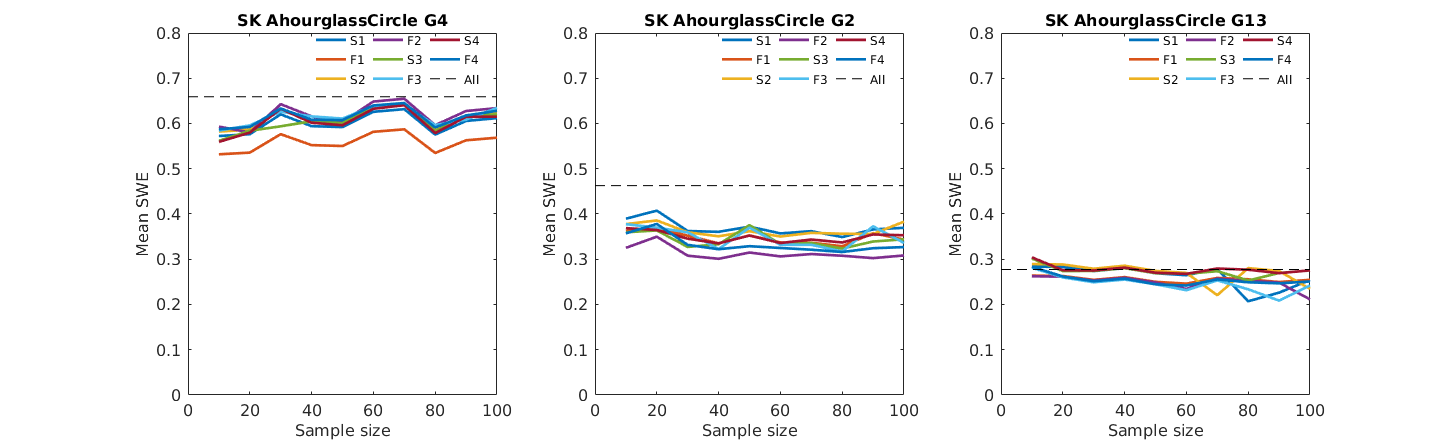 SK AhourglassCircle G4
S1 F2 S4
F1 S3 F4
S2 F3 All
0.8
0.7
0.6
0.5
0.4
0.3
0.2
0.1
0
Mean SWE
0 20 40 60 80 100
Sample size
SK AhourglassCircle G2
S1 F2 S4
F1 S3 F4
S2 F3 All
0.8
0.7
0.6
0.5
0.4
0.3
0.2
0.1
0
Mean SWE
0 20 40 60 80 100
Sample size
SK AhourglassCircle G13
S1 F2 S4
F1 S3 F4
S2 F3 All
0.8
0.7
0.6
0.5
0.4
0.3
0.2
0.1
0
Mean SWE
0 20 40 60 80 100
Sample size